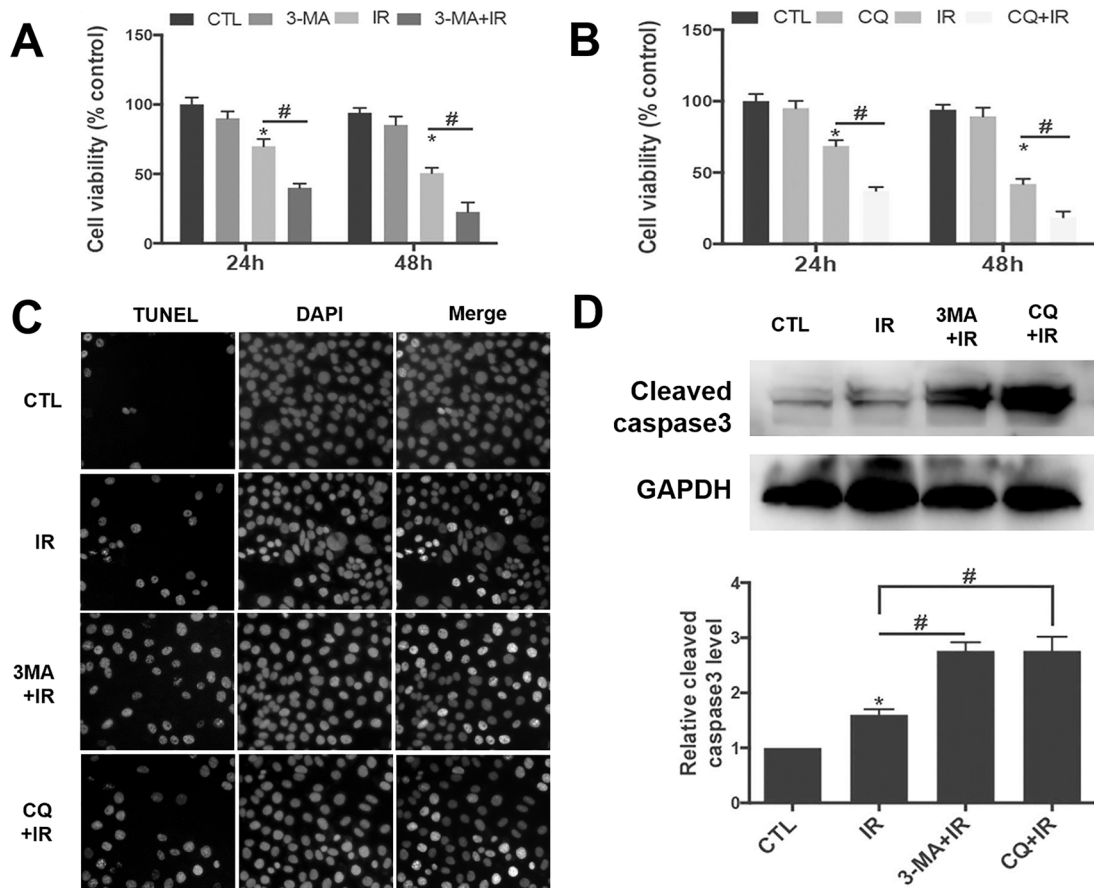 A
CTL 3-MA IR 3-MA+IR
Cell viability (% control)
150
100
50
0
* #
* #
24h 48h
B
CTL CQ IR CQ+IR
Cell viability (% control)
150
100
50
0
* #
* #
24h 48h
C
TUNEL DAPI Merge
CTL
IR
3MA
+IR
CQ
+IR
D
CTL IR 3MA
+IR CQ
+IR
Cleaved
caspase3
GAPDH
Relative cleaved
caspase3 level
4
3
2
1
0
#
#
*
CTL IR 3-MA+IR CQ+IR